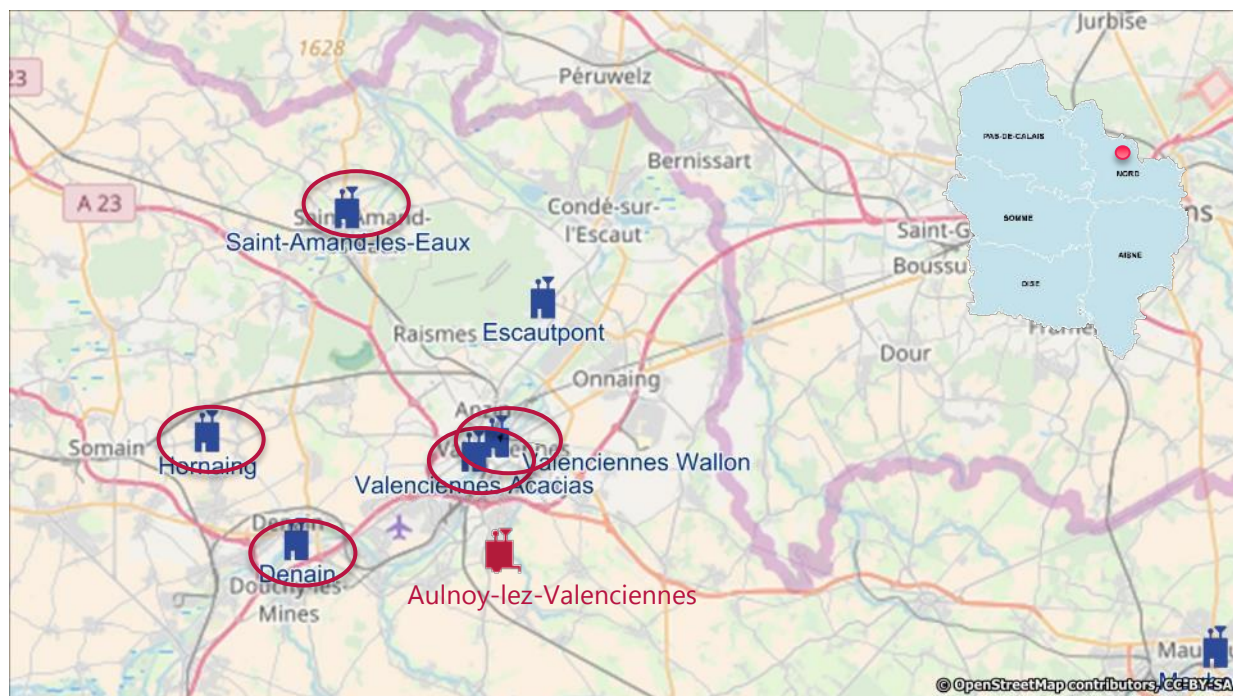 1628
Jurbise
23
Péruwelz
PAS-DE-CALAIS
Bernissart
NORD
A 23
Condé-sur-
l'Escaut
Saint-Amand-les-Eaux
SOMME
Saint-G
Boussu
AISNE
OISE
Escautpont
Raismes
Dour
Onnaing
Somain
Hornaing
Valenciennes Wallon
Valenciennes Acacias
Denain
Douchy-les-
Mines
Aulnoy-lez-Valenciennes
© OpenStreetMap contributors, CC-BY-SA